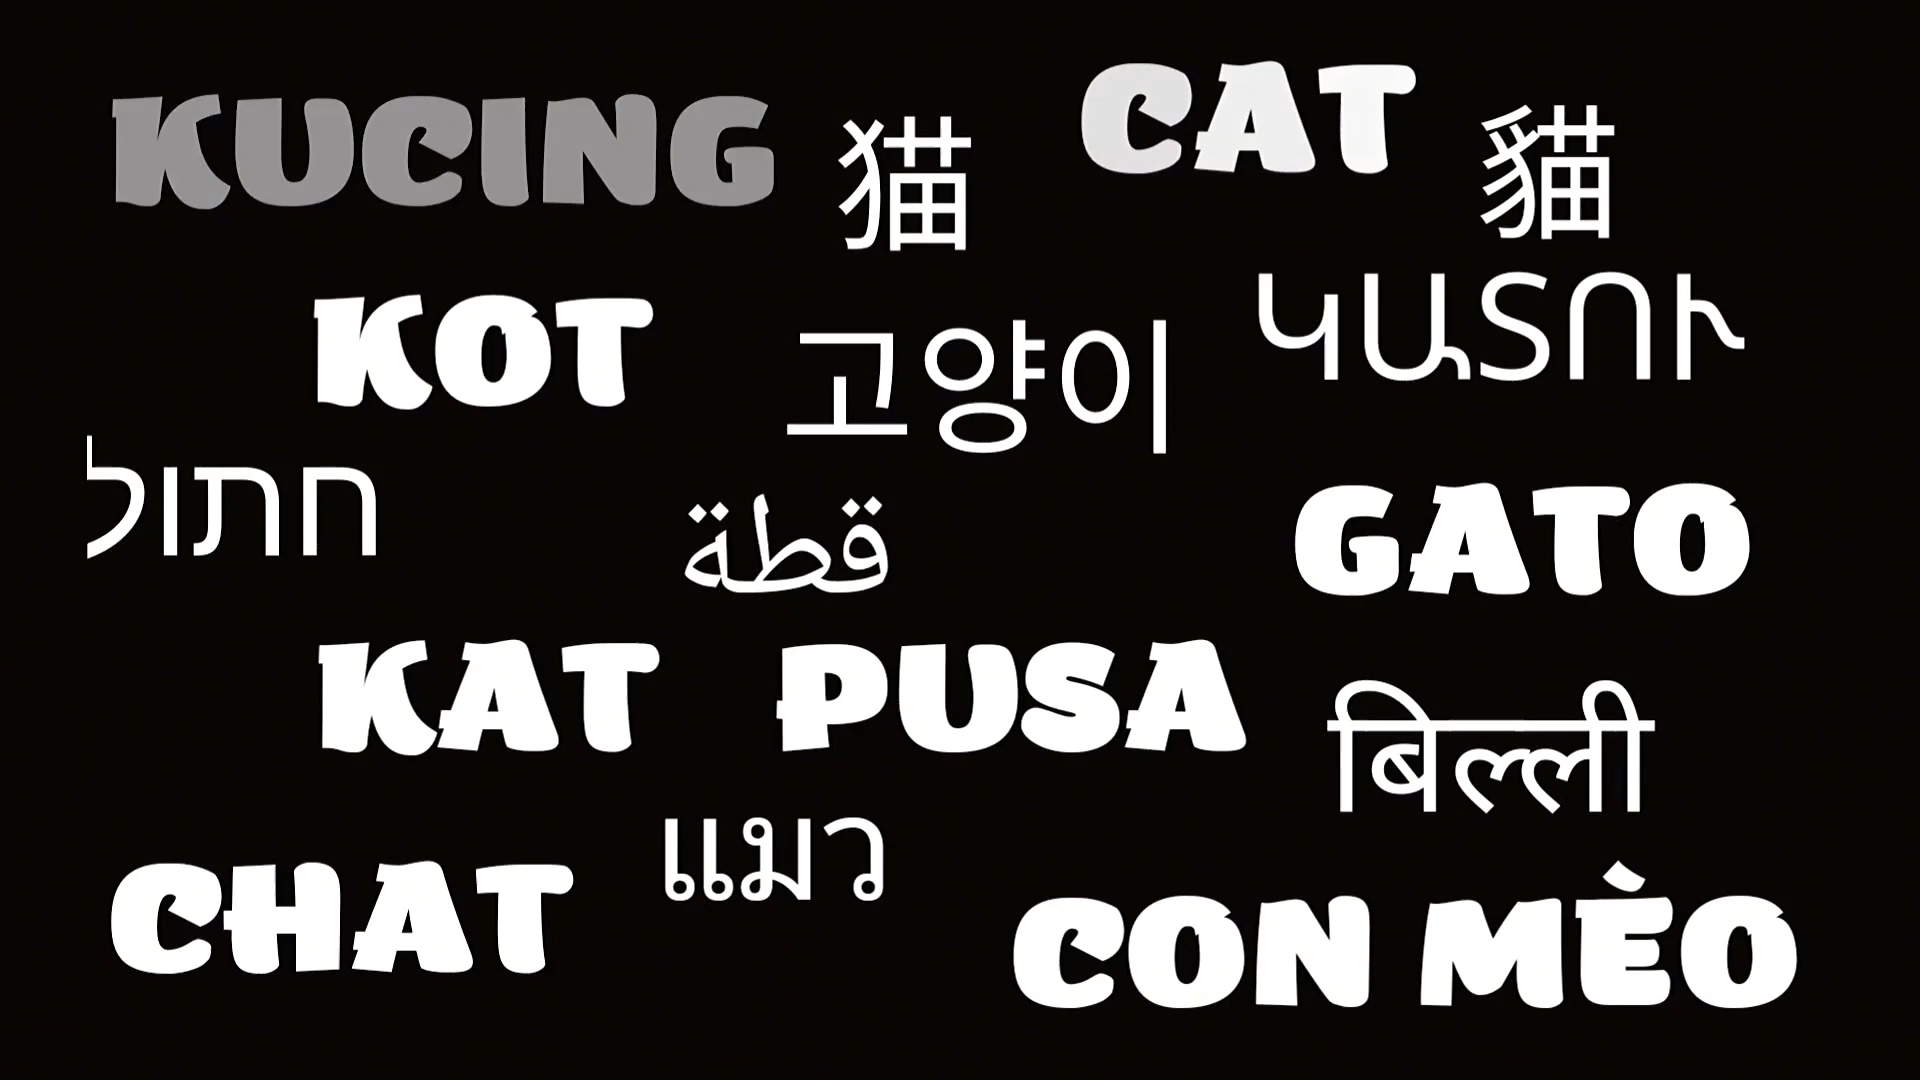 KUCING 猫 CAT 貓
KOT 고양이 ԿԱՏՈՒ
חתול قطة GATO
KAT PUSA बिल्ली
CHAT แมว CON MÈO